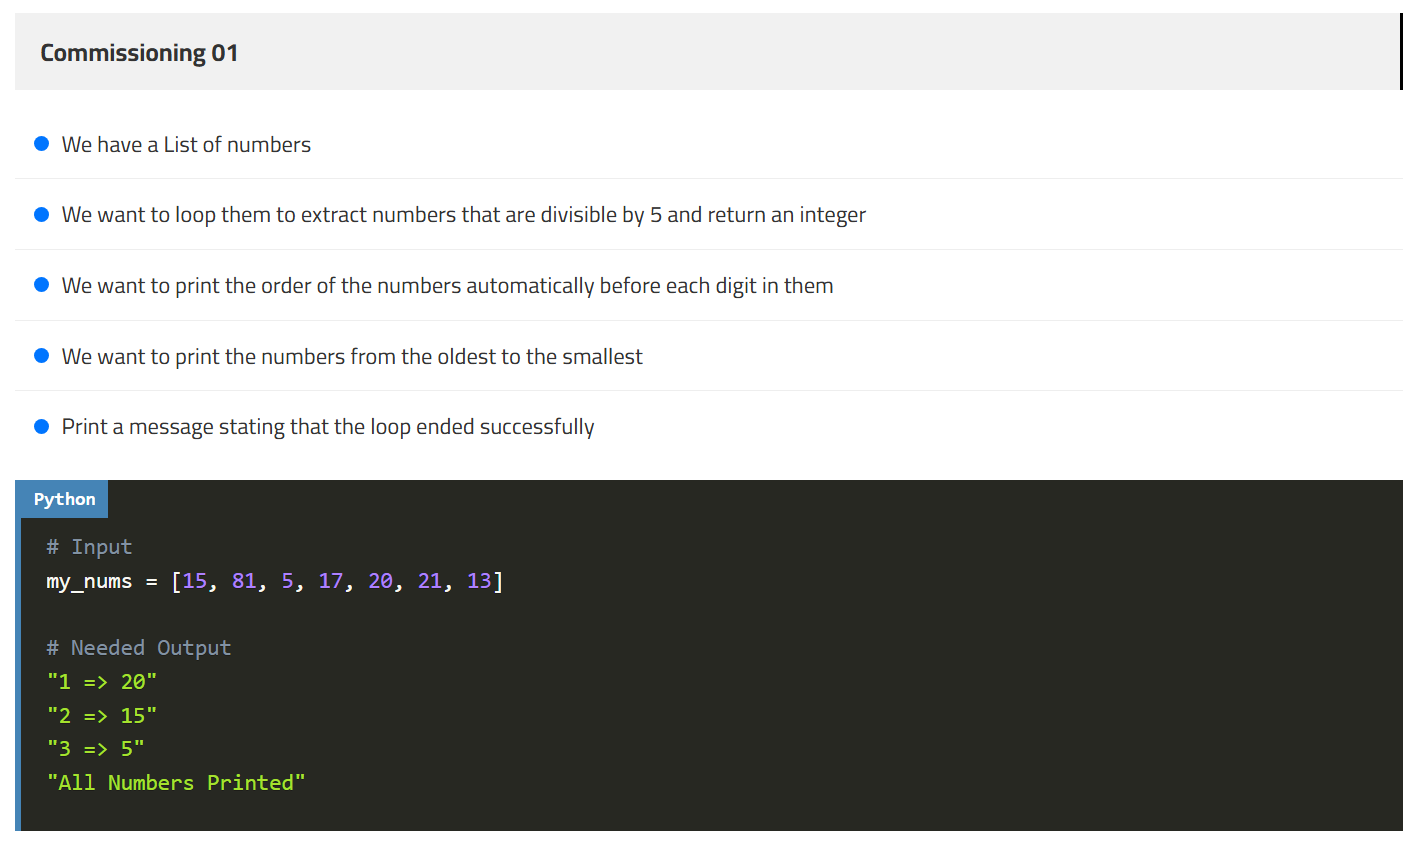 Commissioning 01
We have a List of numbers
We want to loop them to extract numbers that are divisible by 5 and return an integer
We want to print the order of the numbers automatically before each digit in them
We want to print the numbers from the oldest to the smallest
Print a message stating that the loop ended successfully
Python
# Input
my_nums = [15, 81, 5, 17, 20, 21, 13]
# Needed Output
"1 => 20"
"2 => 15"
"3 => 5"
"All Numbers Printed"